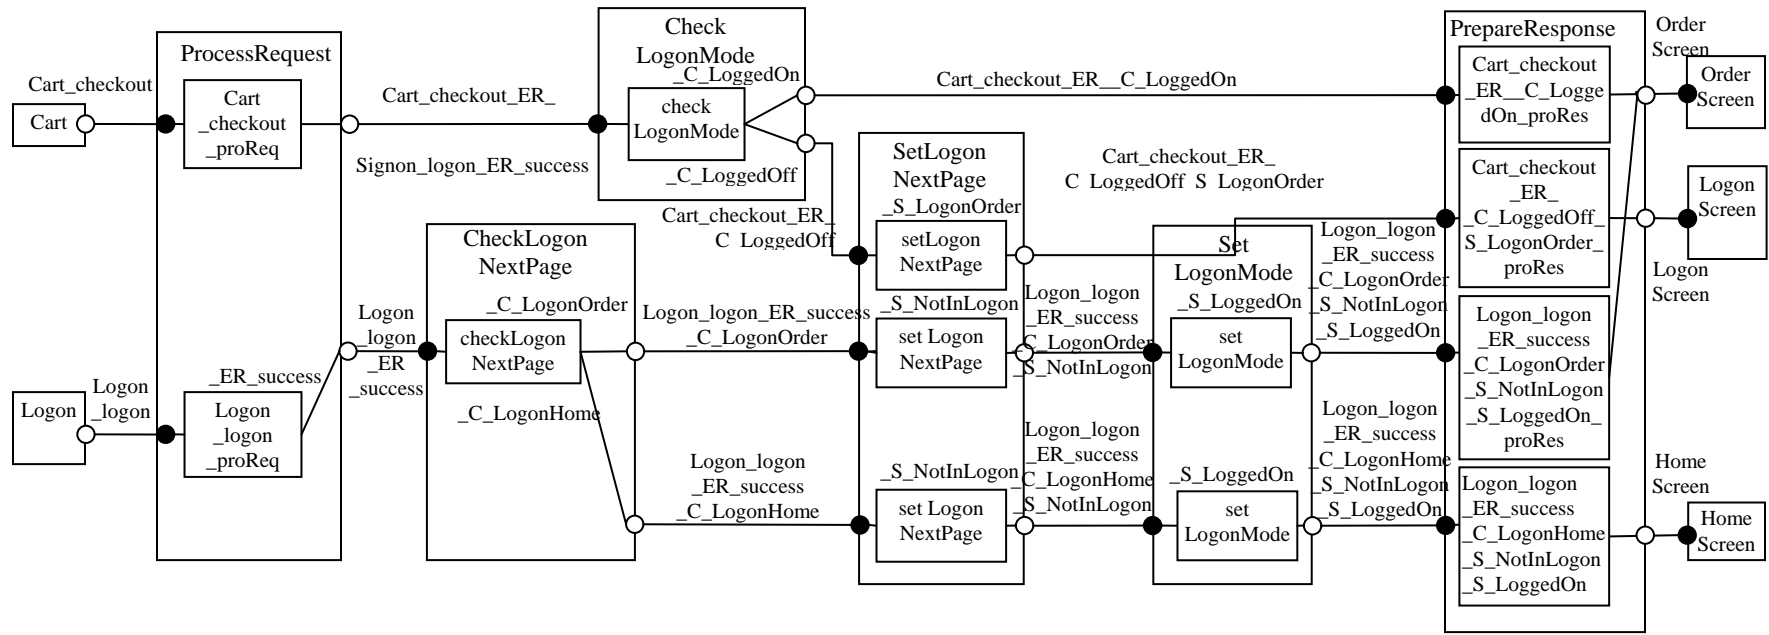 Cart_checkout
Cart
ProcessRequest
Cart
_checkout
_proReq
Cart_checkout_ER_
Signon_logon_ER_success
Check
LogonMode
_C_LoggedOn
check
LogonMode
_C_LoggedOff
Cart_checkout_ER__C_LoggedOn
Cart_checkout_ER_
C_LoggedOff
Logon
Logon
_logon
_ER_success
Logon
_logon
_proReq
Logon
_logon
_ER
_success
CheckLogon
NextPage
_C_LogonOrder
checkLogon
NextPage
_C_LogonHome
Logon_logon_ER_success
_C_LogonOrder
Logon_logon
_ER_success
_C_LogonHome
SetLogon
NextPage
_S_LogonOrder
setLogon
NextPage
_S_NotInLogon
set Logon
NextPage
_S_NotInLogon
set Logon
NextPage
Cart_checkout_ER_
C_LoggedOff_S_LogonOrder
Logon_logon
_ER_success
_C_LogonOrder
_S_NotInLogon
Logon_logon
_ER_success
_C_LogonHome
_S_NotInLogon
Set
LogonMode
_S_LoggedOn
set
LogonMode
_S_LoggedOn
set
LogonMode
Logon_logon
_ER_success
_C_LogonOrder
_S_NotInLogon
_S_LoggedOn
Logon_logon
_ER_success
_C_LogonHome
_S_NotInLogon
_S_LoggedOn
PrepareResponse
Cart_checkout
_ER__C_Logge
dOn_proRes
Cart_checkout
_ER_
_C_LoggedOff_
S_LogonOrder_
proRes
Logon_logon
_ER_success
_C_LogonOrder
_S_NotInLogon
_S_LoggedOn_
proRes
Logon_logon
_ER_success
_C_LogonHome
_S_NotInLogon
_S_LoggedOn
Order
Screen
Order
Screen
Logon
Screen
Logon
Screen
Home
Screen
Home
Screen